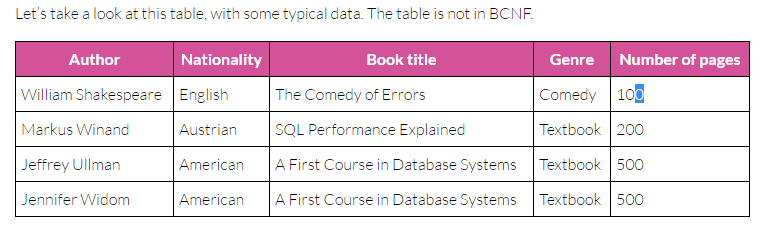 Let's take a look at this table, with some typical data. The table is not in BCNF.
Author Nationality Book title Genre Number of pages
William Shakespeare English The Comedy of Errors Comedy 100
Markus Winand Austrian SQL Performance Explained Textbook 200
Jeffrey Ullman American A First Course in Database Systems Textbook 500
Jennifer Widom American A First Course in Database Systems Textbook 500